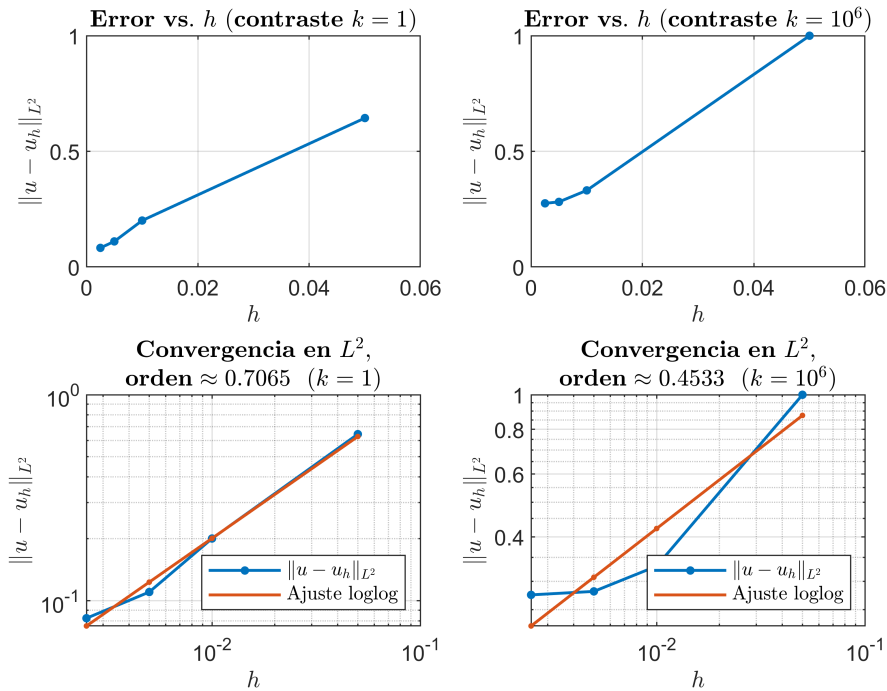 Error vs. h (contraste k = 1)
‖u − u_h‖_{L²}
1
0.5
0
0
0.02
0.04
0.06
h
Error vs. h (contraste k = 10⁶)
‖u − u_h‖_{L²}
1
0.5
0
0
0.02
0.04
0.06
h
Convergencia en L²,
orden ≈ 0.7065 (k = 1)
‖u − u_h‖_{L²}
10⁰
10⁻¹
10⁻²
10⁻¹
h
‖u − u_h‖_{L²}
Ajuste loglog
Convergencia en L²,
orden ≈ 0.4533 (k = 10⁶)
‖u − u_h‖_{L²}
1
0.8
0.6
0.4
10⁻²
10⁻¹
h
‖u − u_h‖_{L²}
Ajuste loglog